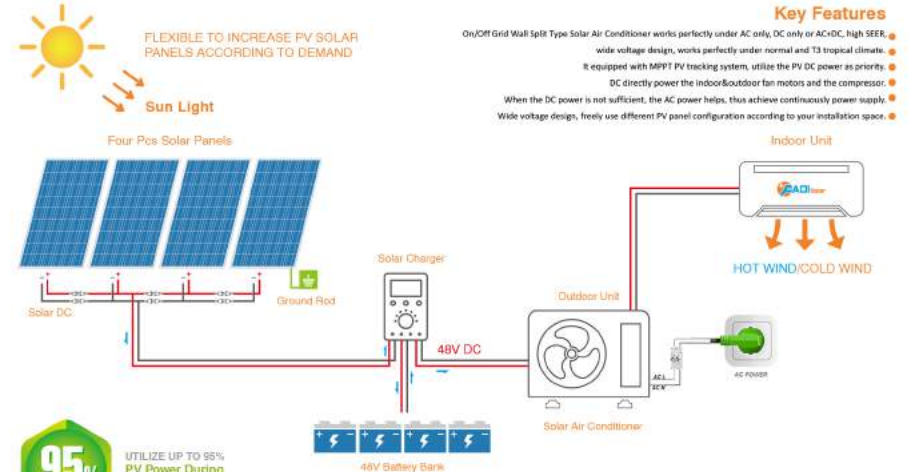 FLEXIBLE TO INCREASE PV SOLAR
PANELS ACCORDING TO DEMAND
Sun Light
Key Features
On/Off Grid Wall Split Type Solar Air Conditioner works perfectly under AC only, DC only or AC+DC, high SEER,
wide voltage design, works perfectly under normal and T3 tropical climate.
It equipped with MPPT PV tracking system, utilize the PV DC power as priority.
DC directly power the indoor&outdoor fan motors and the compressor.
When the DC power is not sufficient, the AC power helps, thus achieve continuously power supply.
Wide voltage design, freely use different PV panel configuration according to your installation space.
Four Pcs Solar Panels
Indoor Unit
HOT WIND/COLD WIND
Solar Charger
Ground Rod
Solar DC
Outdoor Unit
48V DC
AC L
AC N
AC POWER
Solar Air Conditioner
48V Battery Bank
95%
UTILIZE UP TO 95%
PV Power During